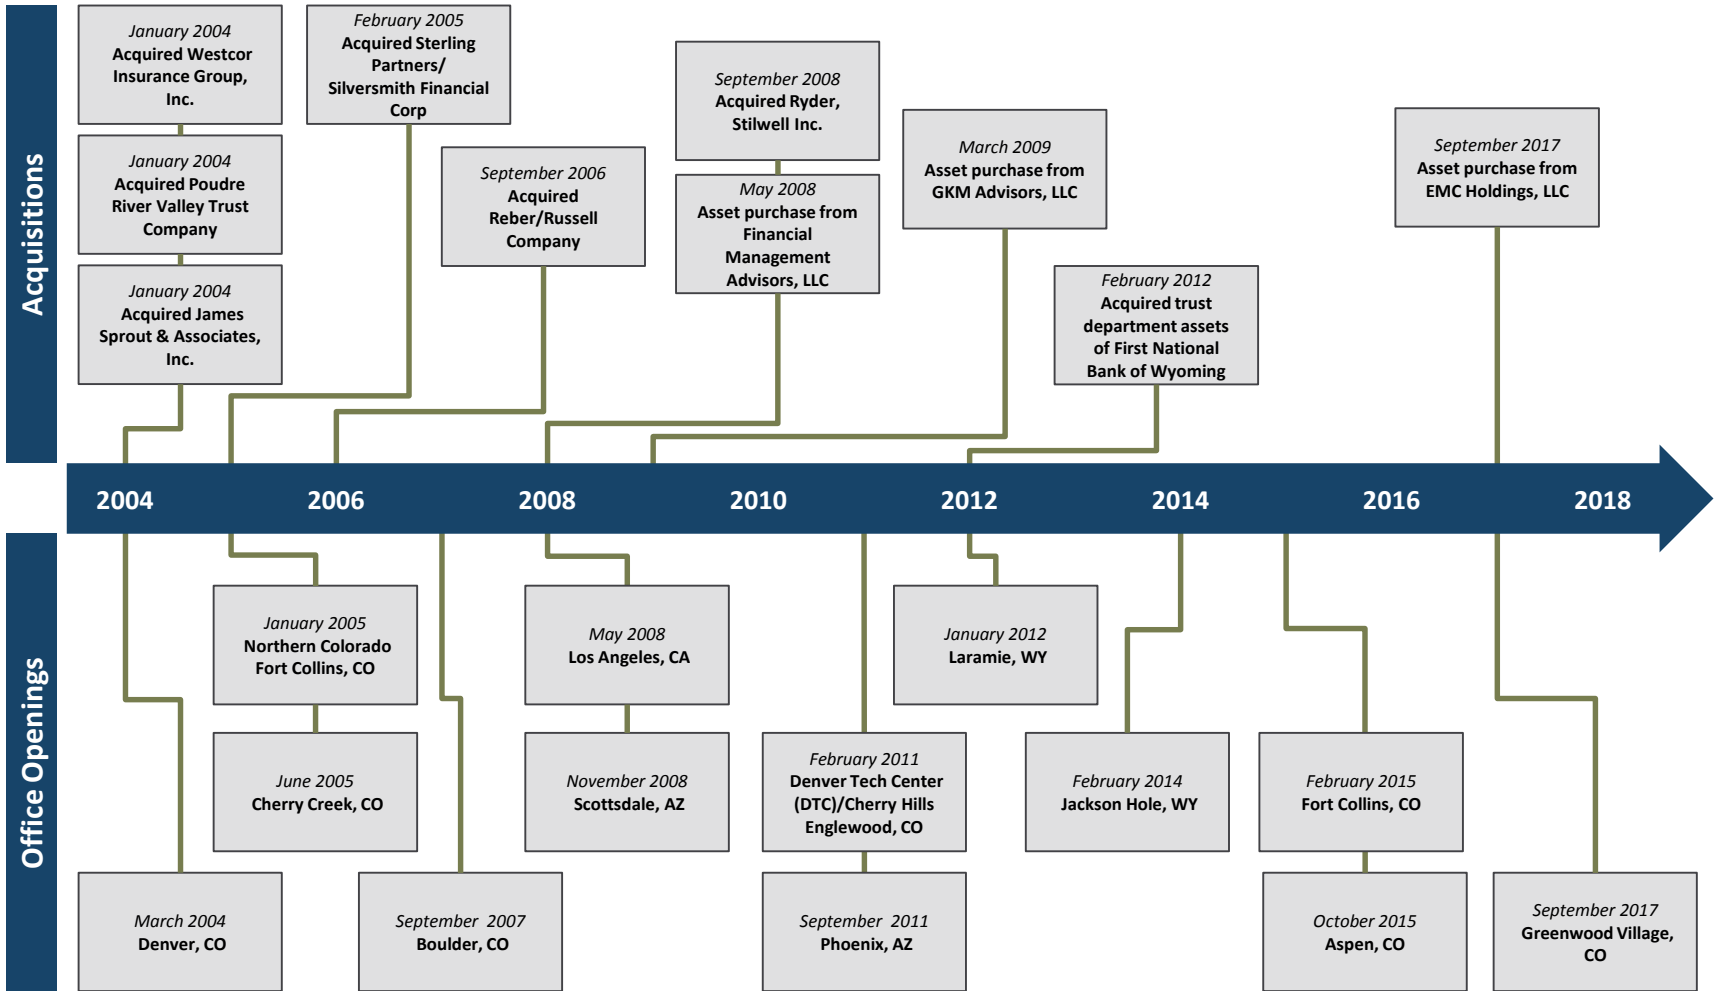 Acquisitions
January 2004
Acquired Westcor
Insurance Group,
Inc.
January 2004
Acquired Poudre
River Valley Trust
Company
January 2004
Acquired James
Sprout & Associates,
Inc.
February 2005
Acquired Sterling
Partners/
Silversmith Financial
Corp
September 2006
Acquired
Reber/Russell
Company
September 2008
Acquired Ryder,
Stilwell Inc.
May 2008
Asset purchase from
Financial
Management
Advisors, LLC
March 2009
Asset purchase from
GKM Advisors, LLC
February 2012
Acquired trust
department assets
of First National
Bank of Wyoming
September 2017
Asset purchase from
EMC Holdings, LLC
2004 2006 2008 2010 2012 2014 2016 2018
Office Openings
March 2004
Denver, CO
January 2005
Northern Colorado
Fort Collins, CO
June 2005
Cherry Creek, CO
September 2007
Boulder, CO
May 2008
Los Angeles, CA
November 2008
Scottsdale, AZ
February 2011
Denver Tech Center
(DTC)/Cherry Hills
Englewood, CO
September 2011
Phoenix, AZ
January 2012
Laramie, WY
February 2014
Jackson Hole, WY
February 2015
Fort Collins, CO
October 2015
Aspen, CO
September 2017
Greenwood Village,
CO